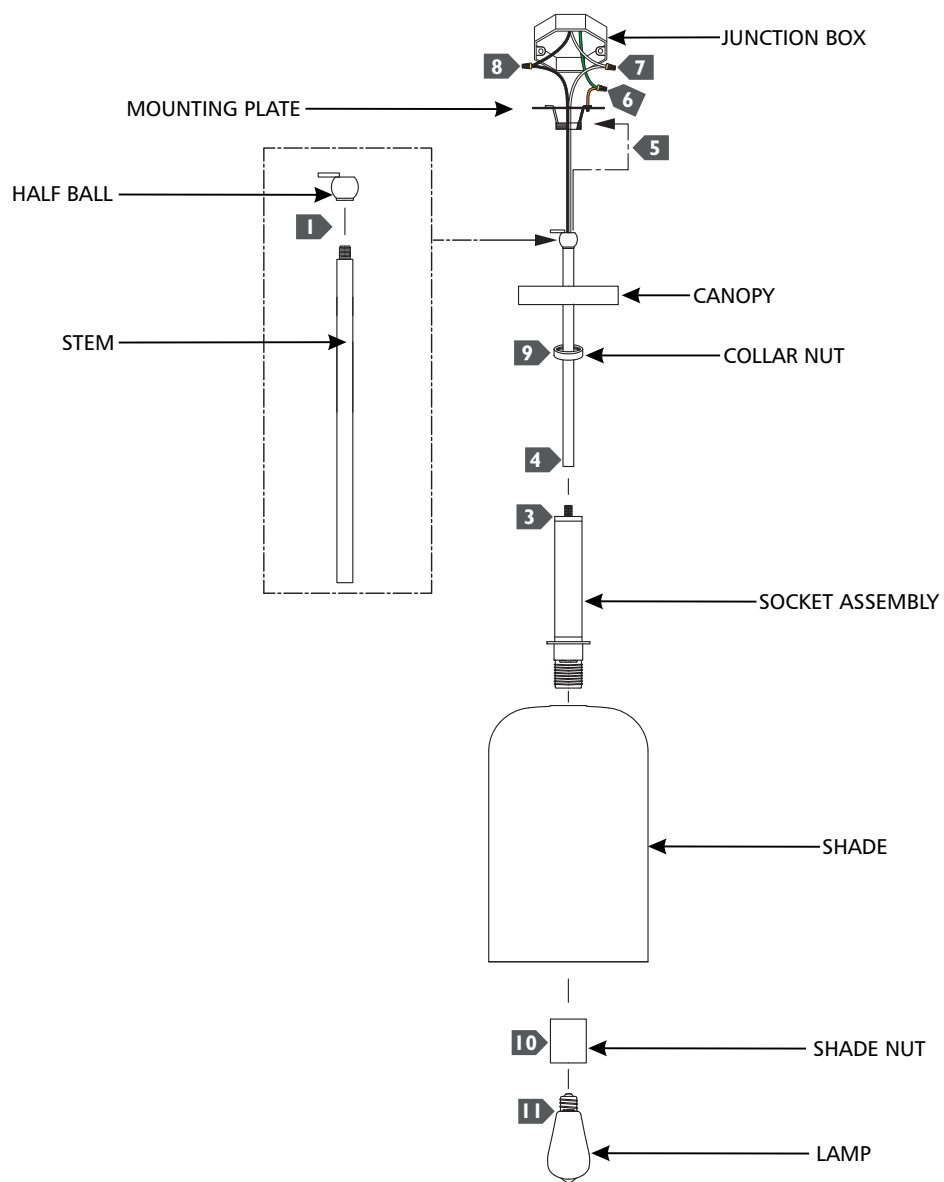 JUNCTION BOX
8
7
6
MOUNTING PLATE
5
HALF BALL
1
CANOPY
STEM
9
COLLAR NUT
4
3
SOCKET ASSEMBLY
SHADE
10
SHADE NUT
11
LAMP